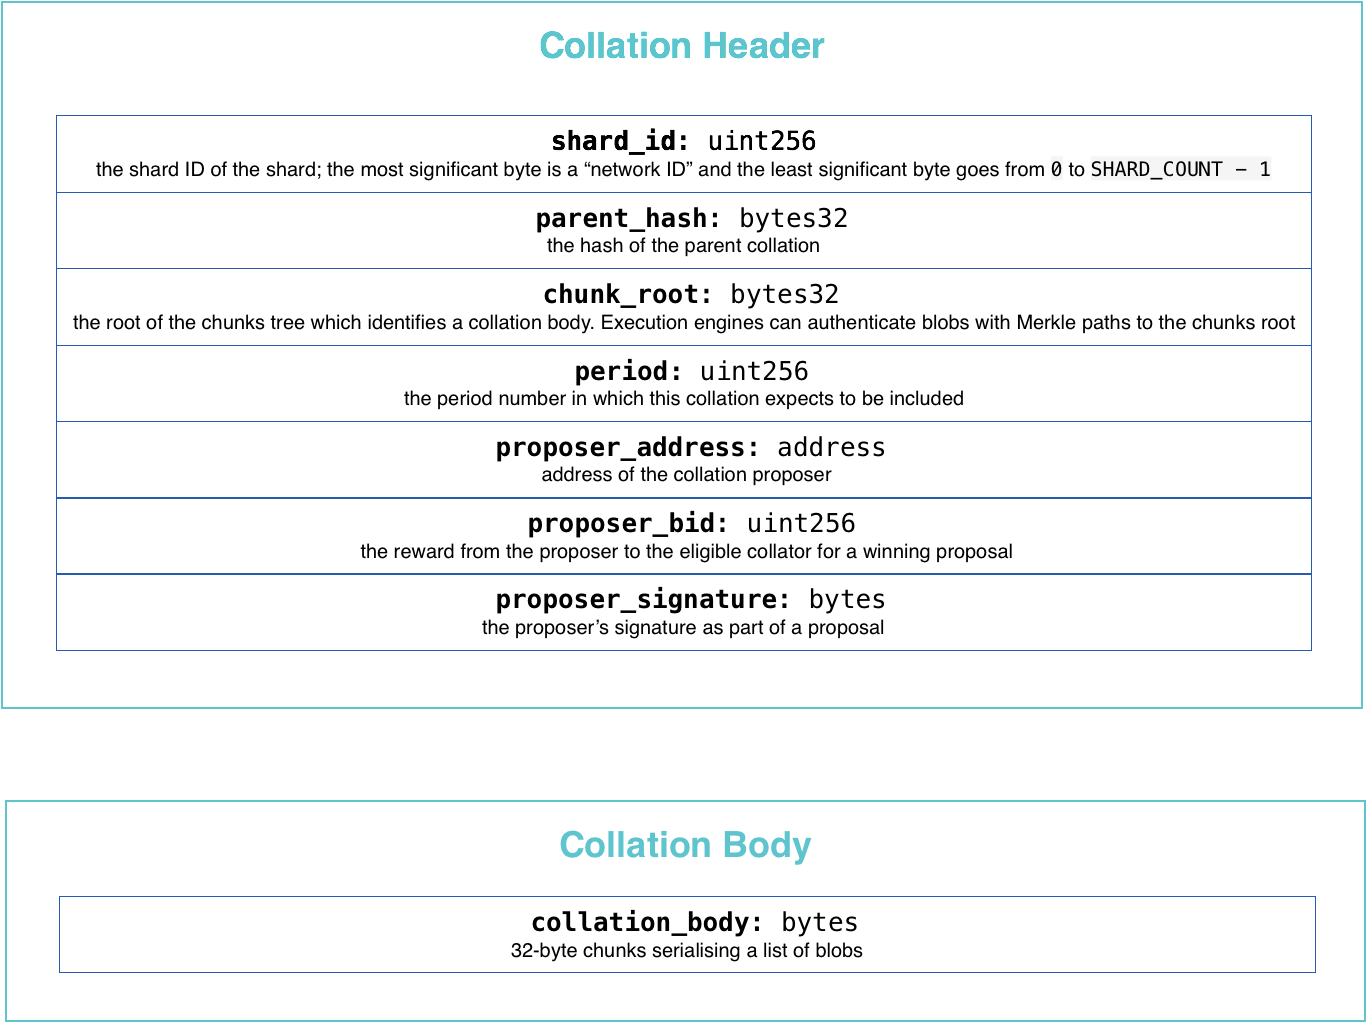 Collation Header
shard_id: uint256
the shard ID of the shard; the most significant byte is a “network ID” and the least significant byte goes from 0 to SHARD_COUNT – 1
parent_hash: bytes32
the hash of the parent collation
chunk_root: bytes32
the root of the chunks tree which identifies a collation body. Execution engines can authenticate blobs with Merkle paths to the chunks root
period: uint256
the period number in which this collation expects to be included
proposer_address: address
address of the collation proposer
proposer_bid: uint256
the reward from the proposer to the eligible collator for a winning proposal
proposer_signature: bytes
the proposer’s signature as part of a proposal
Collation Body
collation_body: bytes
32-byte chunks serialising a list of blobs